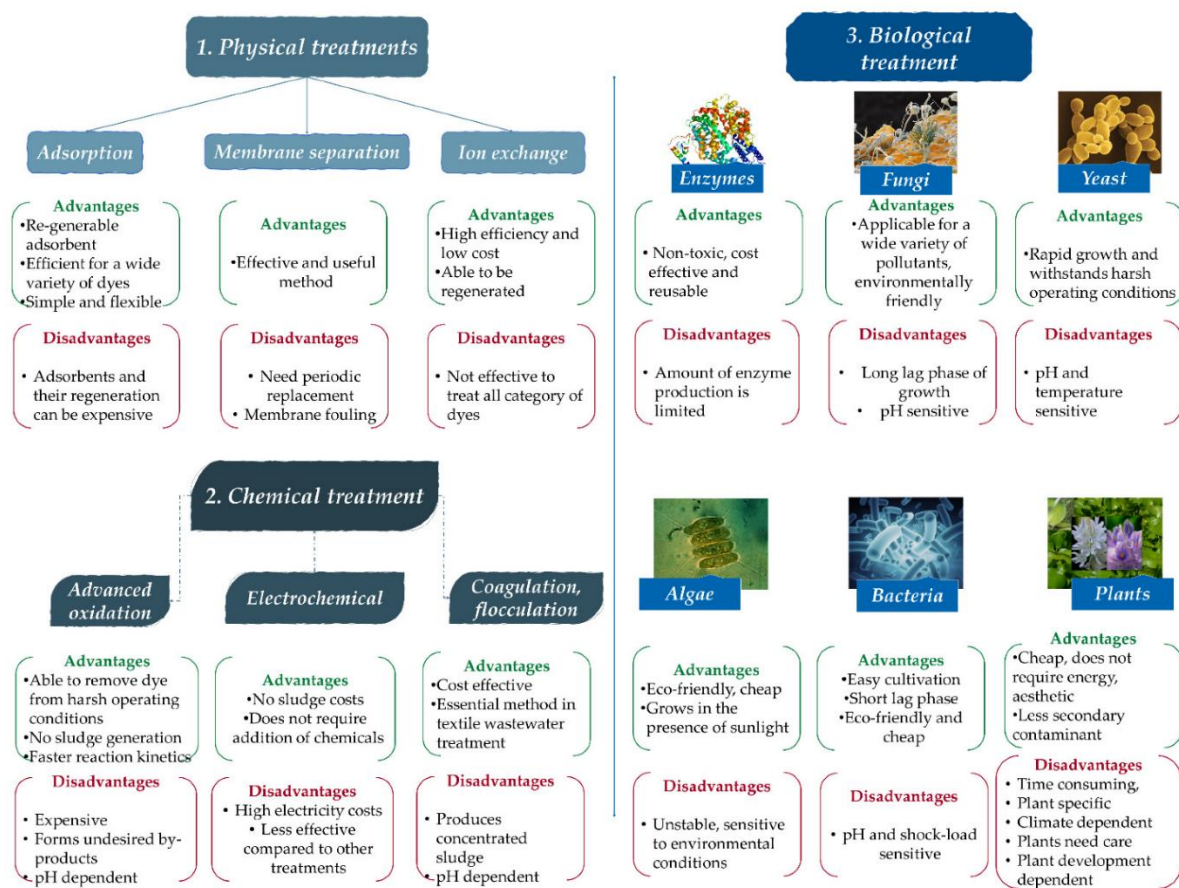 1. Physical treatments
Adsorption
Membrane separation
Ion exchange
Advantages
•Re-generable
adsorbent
•Efficient for a wide
variety of dyes
•Simple and flexible
Advantages
•Effective and useful
method
Advantages
•High efficiency and
low cost
•Able to be
regenerated
Disadvantages
• Adsorbents and
their regeneration
can be expensive
Disadvantages
• Need periodic
replacement
• Membrane fouling
Disadvantages
• Not effective to
treat all category of
dyes
2. Chemical treatment
Advanced
oxidation
Electrochemical
Coagulation,
flocculation
Advantages
•Able to remove dye
from harsh operating
conditions
•No sludge generation
•Faster reaction kinetics
Advantages
•No sludge costs
•Does not require
addition of chemicals
Advantages
•Cost effective
•Essential method in
textile wastewater
treatment
Disadvantages
• Expensive
• Forms undesired by-
products
• pH dependent
Disadvantages
• High electricity costs
• Less effective
compared to other
treatments
Disadvantages
• Produces
concentrated
sludge
• pH dependent
3. Biological
treatment
Enzymes
Fungi
Yeast
Advantages
• Non-toxic, cost
effective and
reusable
Advantages
•Applicable for a
wide variety of
pollutants,
environmentally
friendly
Advantages
•Rapid growth and
withstands harsh
operating conditions
Disadvantages
• Amount of enzyme
production is
limited
Disadvantages
• Long lag phase of
growth
• pH sensitive
Disadvantages
• pH and
temperature
sensitive
Algae
Bacteria
Plants
Advantages
•Eco-friendly, cheap
•Grows in the
presence of sunlight
Advantages
•Easy cultivation
•Short lag phase
•Eco-friendly and
cheap
Advantages
•Cheap, does not
require energy,
aesthetic
•Less secondary
contaminant
Disadvantages
• Unstable, sensitive
to environmental
conditions
Disadvantages
• pH and shock-load
sensitive
Disadvantages
• Time consuming,
• Plant specific
• Climate dependent
• Plants need care
• Plant development
dependent